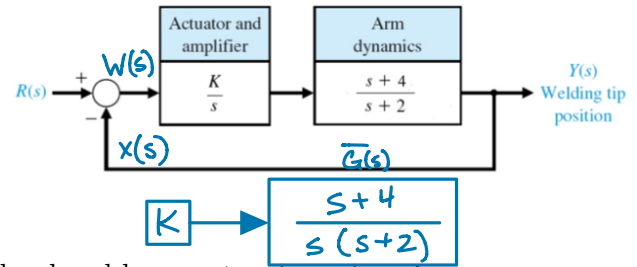 Actuator and
amplifier
Arm
dynamics
W(s)
+
R(s)
K
s
s + 4
s + 2
Y(s)
Welding tip
position
−
X(s)
G̅(s)
K
s+4
s(s+2)